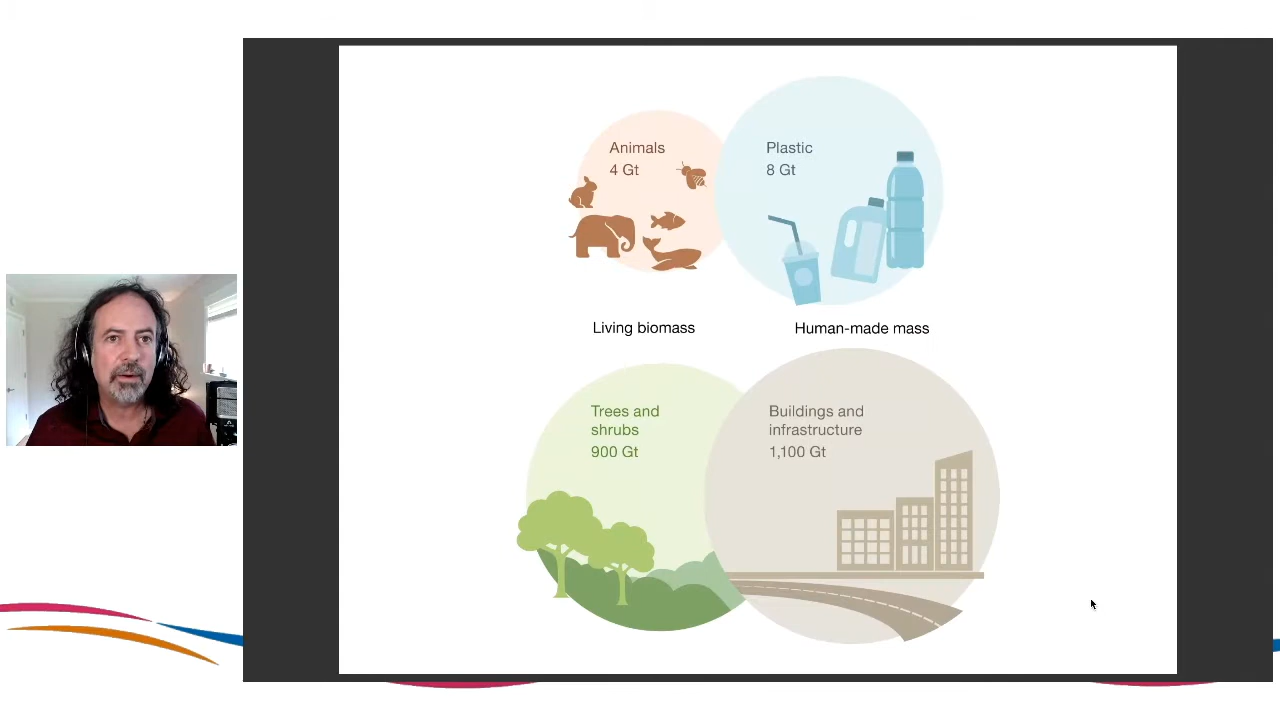 Animals
4 Gt
Plastic
8 Gt
Living biomass
Human-made mass
Trees and
shrubs
900 Gt
Buildings and
infrastructure
1,100 Gt